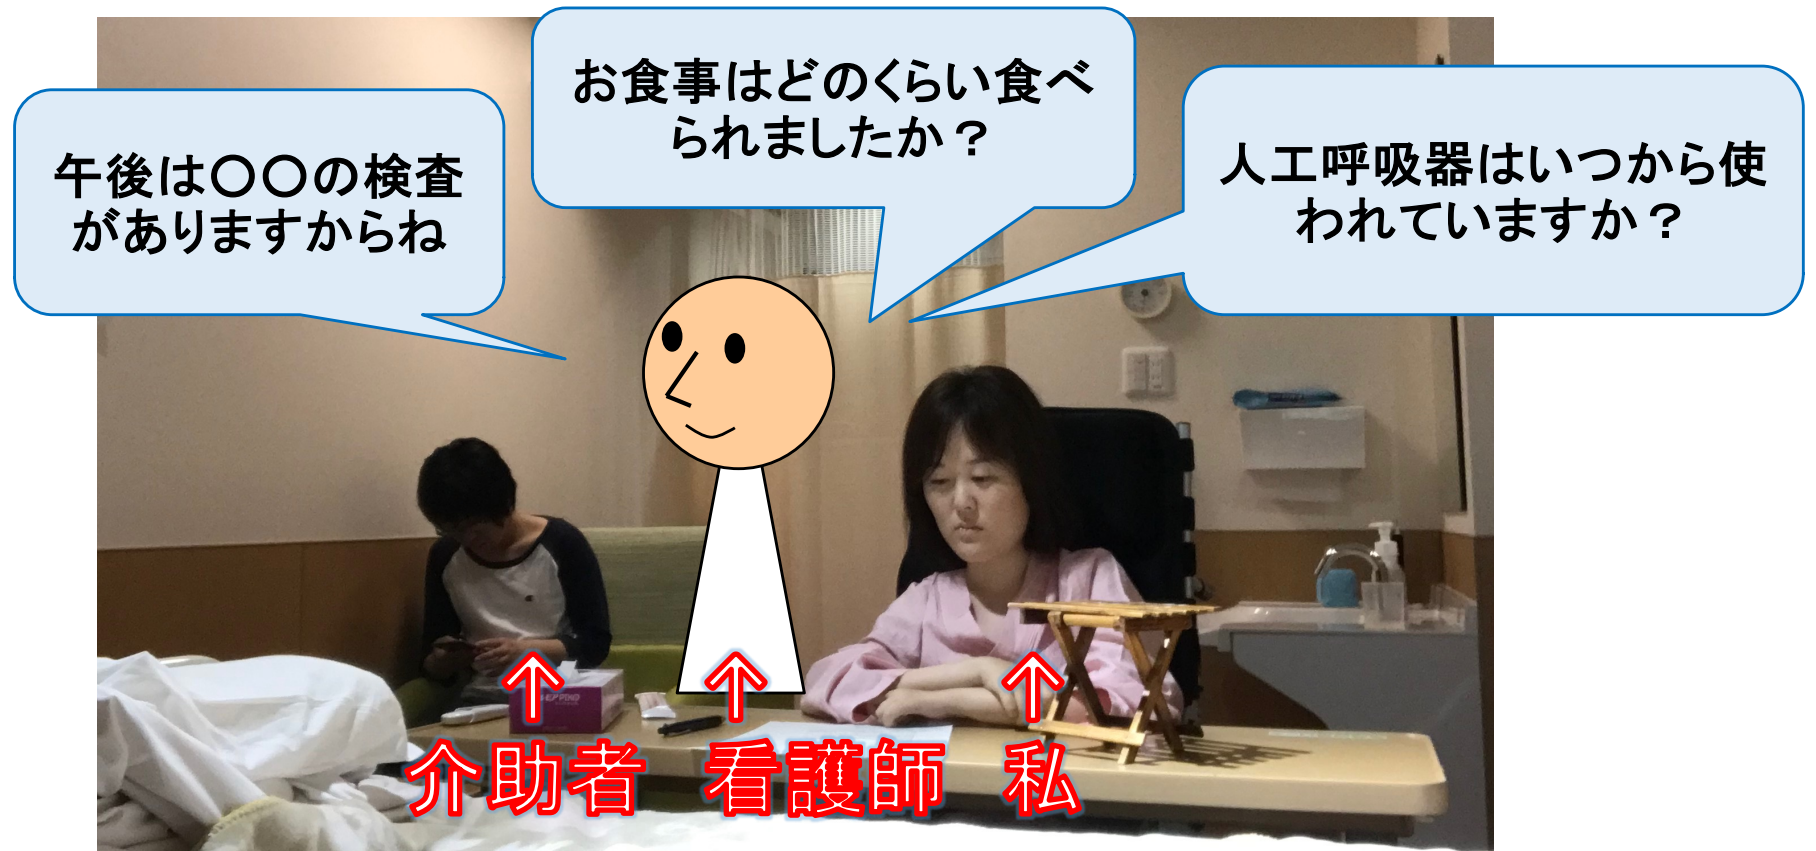 お食事はどのくらい食べ
られましたか？
午後は〇〇の検査
がありますからね
人工呼吸器はいつから使
われていますか？
介助者 看護師 私